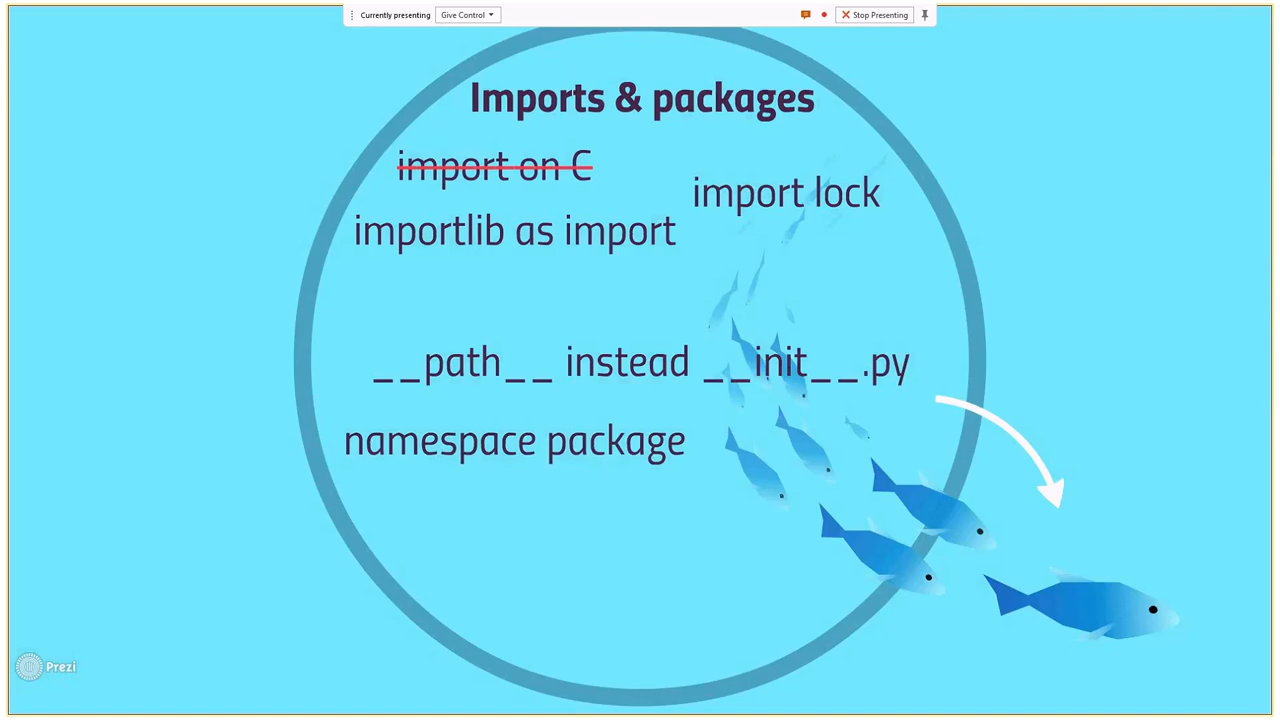 Currently presenting
Give Control
Stop Presenting
Imports & packages
import on C
import lock
importlib as import
__path__ instead __init__.py
namespace package
Prezi